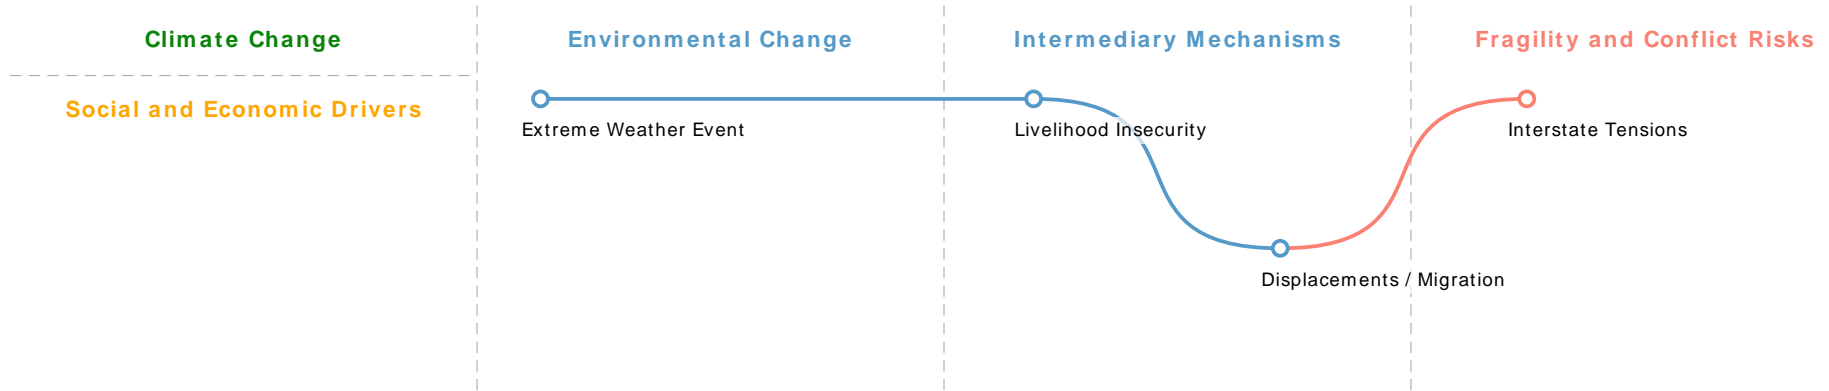 Climate Change
Social and Economic Drivers
Environmental Change
Extreme Weather Event
Intermediary Mechanisms
Livelihood Insecurity
Displacements / Migration
Fragility and Conflict Risks
Interstate Tensions